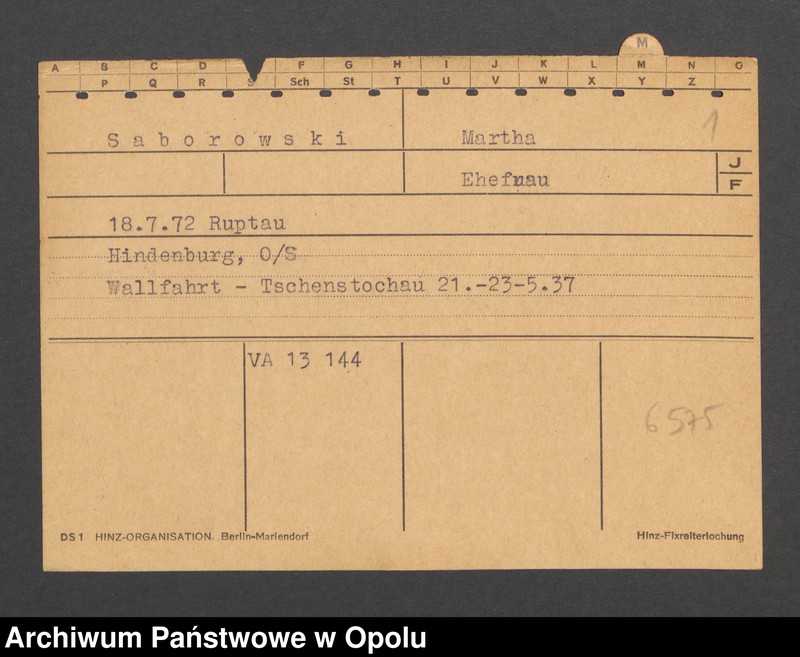 M
A B C D F G H I J K L M N O
P Q R S Sch St T U V W X Y Z
Saborowski Martha 1
Ehefrau J
F
18.7.72 Ruptau
Hindenburg, O/S
Wallfahrt - Tschenstochau 21.-23-5.37
VA 13 144
6575
DS1 HINZ-ORGANISATION. Berlin-Mariendorf Hinz-Fixreiterlochung
Archiwum Państwowe w Opolu